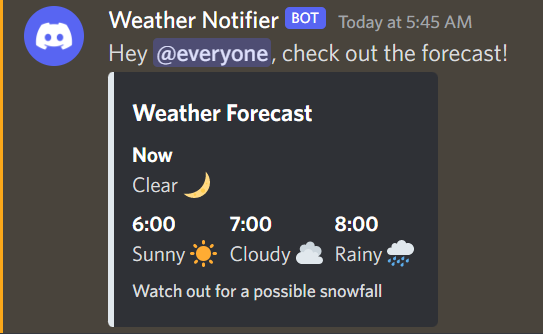 Weather Notifier BOT Today at 5:45 AM
Hey @everyone, check out the forecast!
Weather Forecast
Now
Clear 🌙
6:00 7:00 8:00
Sunny ☀️ Cloudy ☁️ Rainy 🌧️
Watch out for a possible snowfall